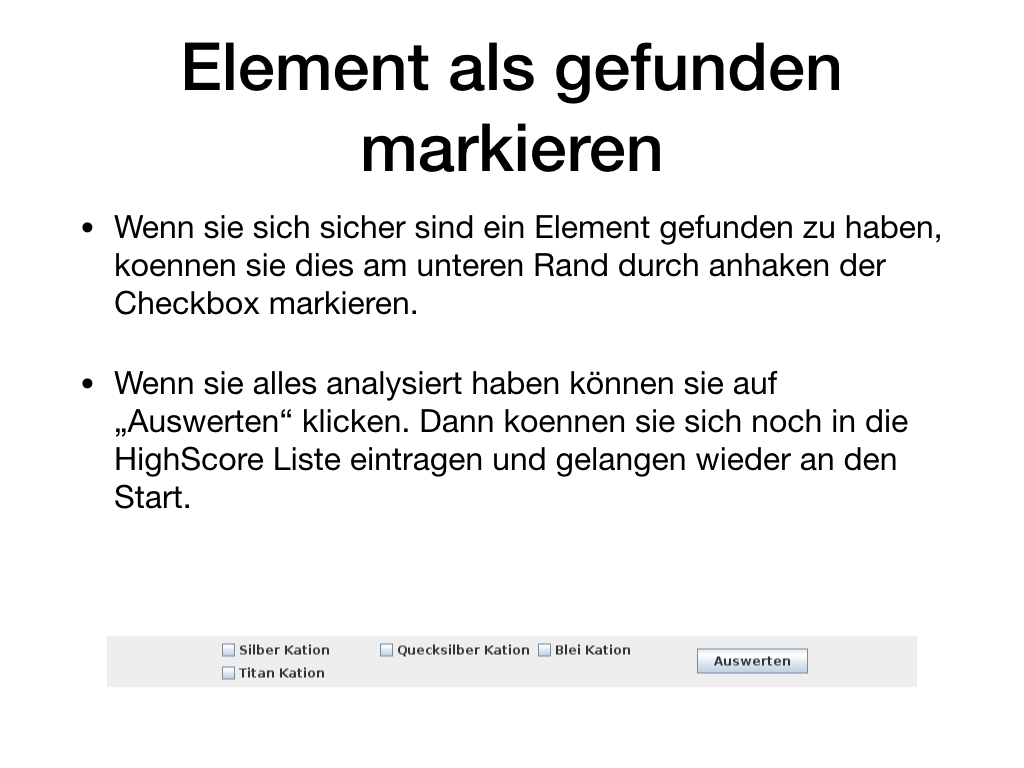 Element als gefunden
markieren
• Wenn sie sich sicher sind ein Element gefunden zu haben,
koennen sie dies am unteren Rand durch anhaken der
Checkbox markieren.
• Wenn sie alles analysiert haben können sie auf
„Auswerten“ klicken. Dann koennen sie sich noch in die
HighScore Liste eintragen und gelangen wieder an den
Start.
Silber Kation Quecksilber Kation Blei Kation
Titan Kation
Auswerten